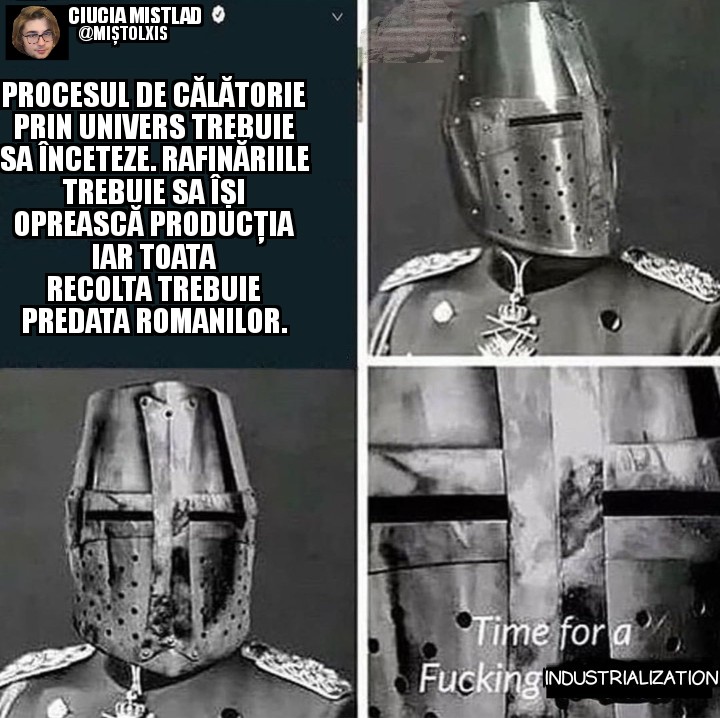 CIUCIA MISTLAD
@MIȘTOLXIS
PROCESUL DE CĂLĂTORIE
PRIN UNIVERS TREBUIE
SA ÎNCETEZE. RAFINĂRIILE
TREBUIE SA ÎȘI
OPREASCĂ PRODUCȚIA
IAR TOATA
RECOLTA TREBUIE
PREDATA ROMANILOR.
Time for a
Fucking INDUSTRIALIZATION